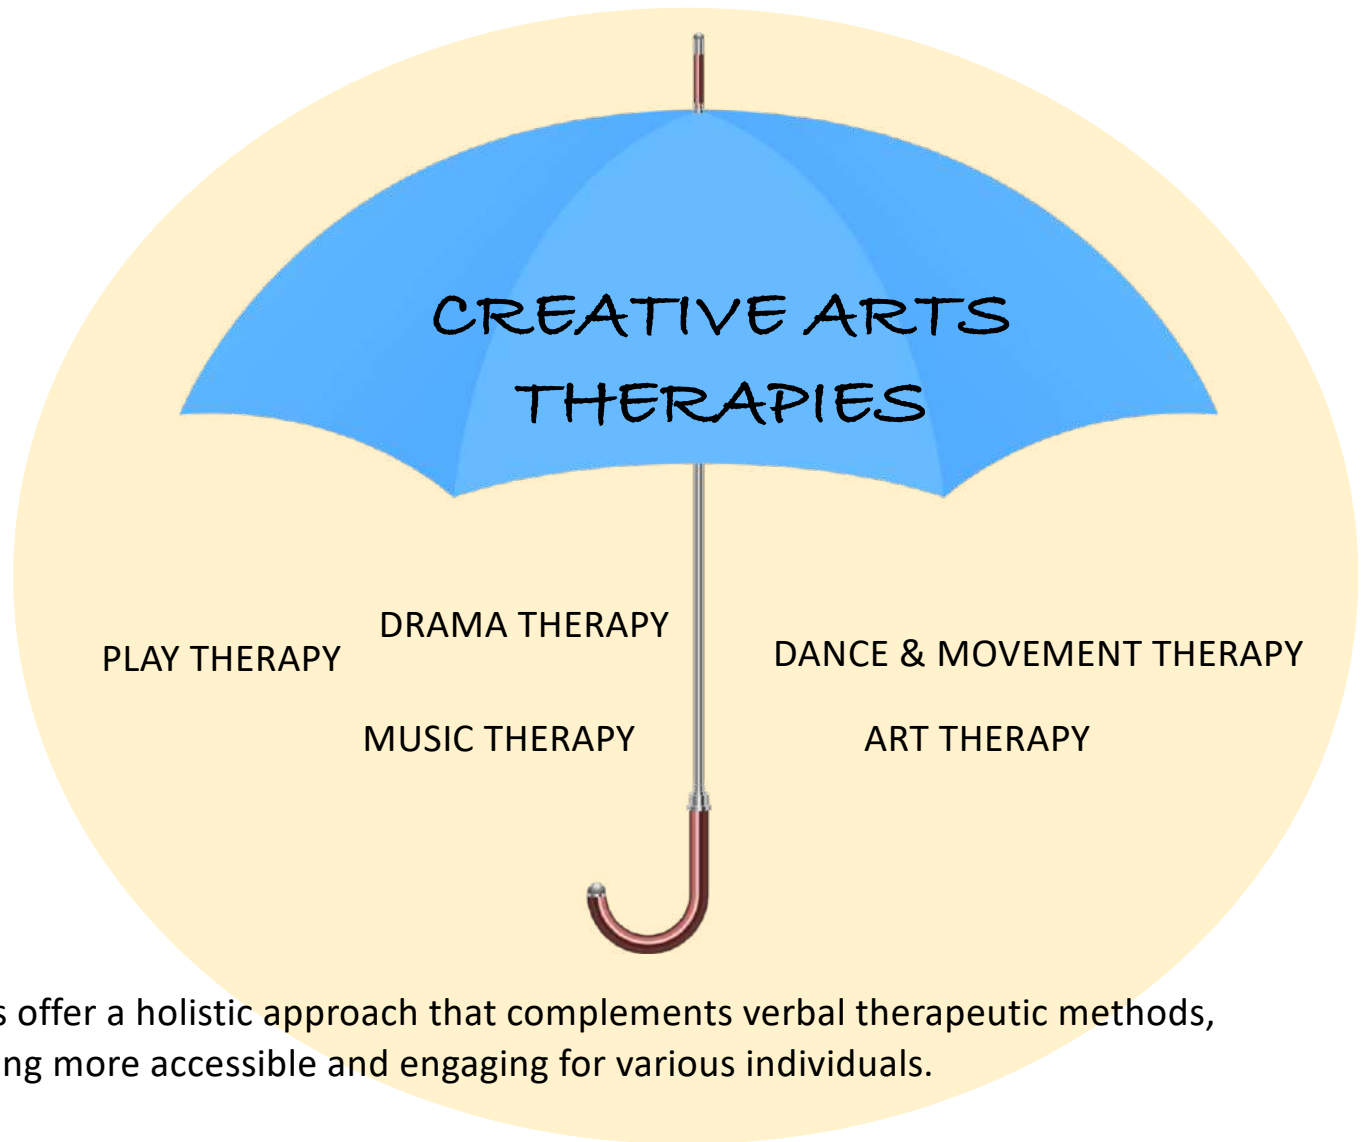 CREATIVE ARTS
THERAPIES
DRAMA THERAPY
PLAY THERAPY
DANCE & MOVEMENT THERAPY
MUSIC THERAPY
ART THERAPY
offer a holistic approach that complements verbal therapeutic methods,
more accessible and engaging for various individuals.